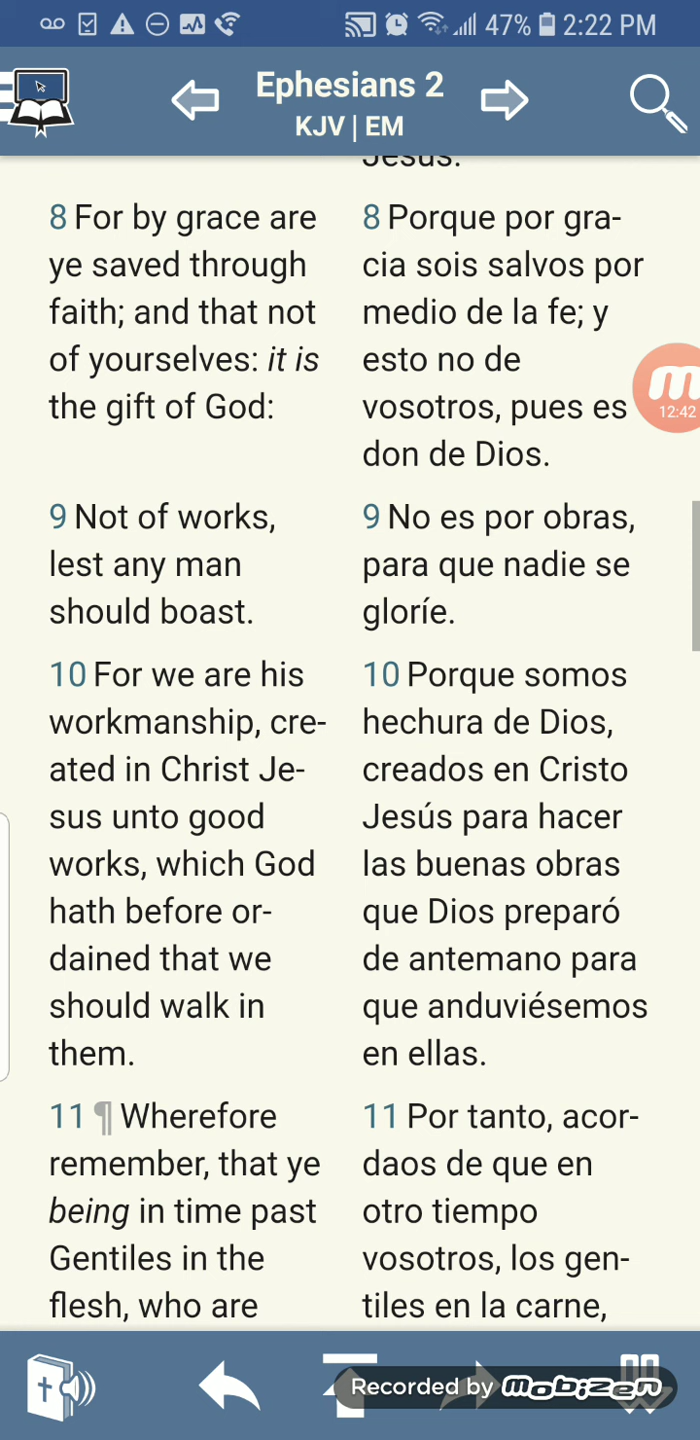 47% 2:22 PM
Ephesians 2
KJV | EM
Jesus.
8 For by grace are
ye saved through
faith; and that not
of yourselves: it is
the gift of God:
8 Porque por gra-
cia sois salvos por
medio de la fe; y
esto no de
vosotros, pues es
don de Dios.
12:42
9 Not of works,
lest any man
should boast.
9 No es por obras,
para que nadie se
gloríe.
10 For we are his
workmanship, cre-
ated in Christ Je-
sus unto good
works, which God
hath before or-
dained that we
should walk in
them.
10 Porque somos
hechura de Dios,
creados en Cristo
Jesús para hacer
las buenas obras
que Dios preparó
de antemano para
que anduviésemos
en ellas.
11 ¶ Wherefore
remember, that ye
being in time past
Gentiles in the
flesh, who are
11 Por tanto, acor-
daos de que en
otro tiempo
vosotros, los gen-
tiles en la carne,
Recorded by mobizen